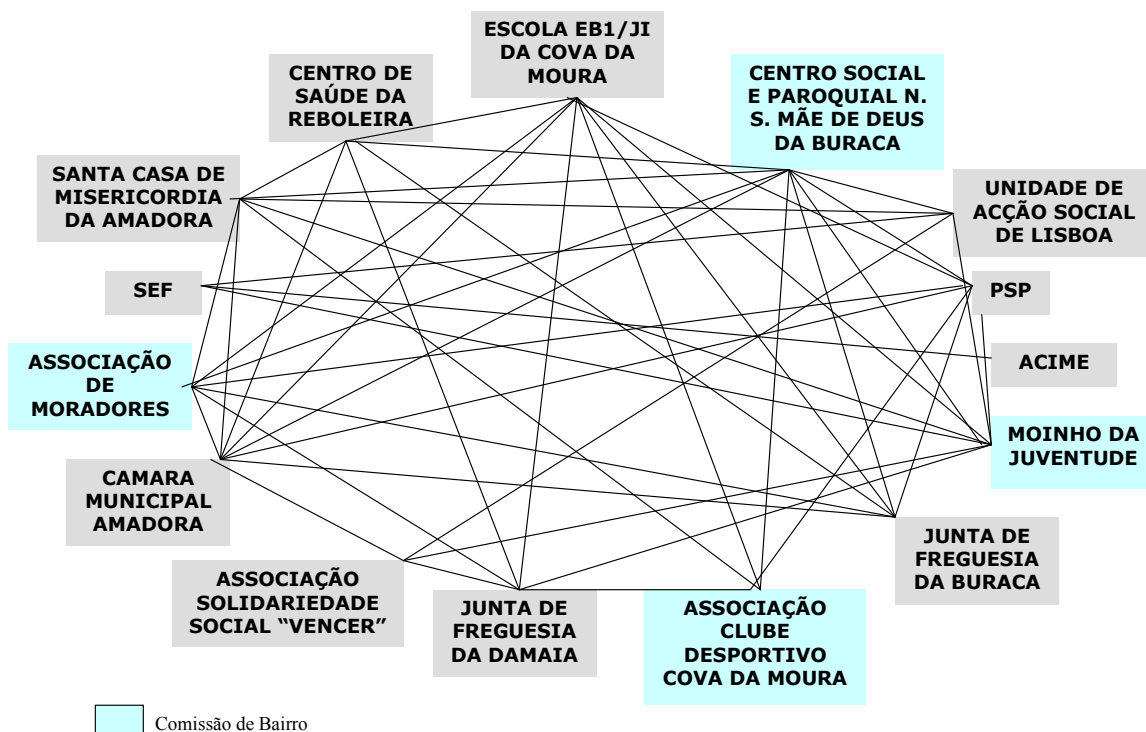 ESCOLA EB1/JI
DA COVA DA
MOURA
CENTRO DE
SAÚDE DA
REBOLEIRA
CENTRO SOCIAL
E PAROQUIAL N.
S. MÃE DE DEUS
DA BURACA
SANTA CASA DE
MISERICORDIA
DA AMADORA
UNIDADE DE
ACÇÃO SOCIAL
DE LISBOA
SEF
PSP
ASSOCIAÇÃO
DE
MORADORES
ACIME
MOINHO DA
JUVENTUDE
CAMARA
MUNICIPAL
AMADORA
JUNTA DE
FREGUESIA
DA BURACA
ASSOCIAÇÃO
SOLIDARIEDADE
SOCIAL “VENCER”
JUNTA DE
FREGUESIA
DA DAMAIA
ASSOCIAÇÃO
CLUBE
DESPORTIVO
COVA DA MOURA
Comissão de Bairro